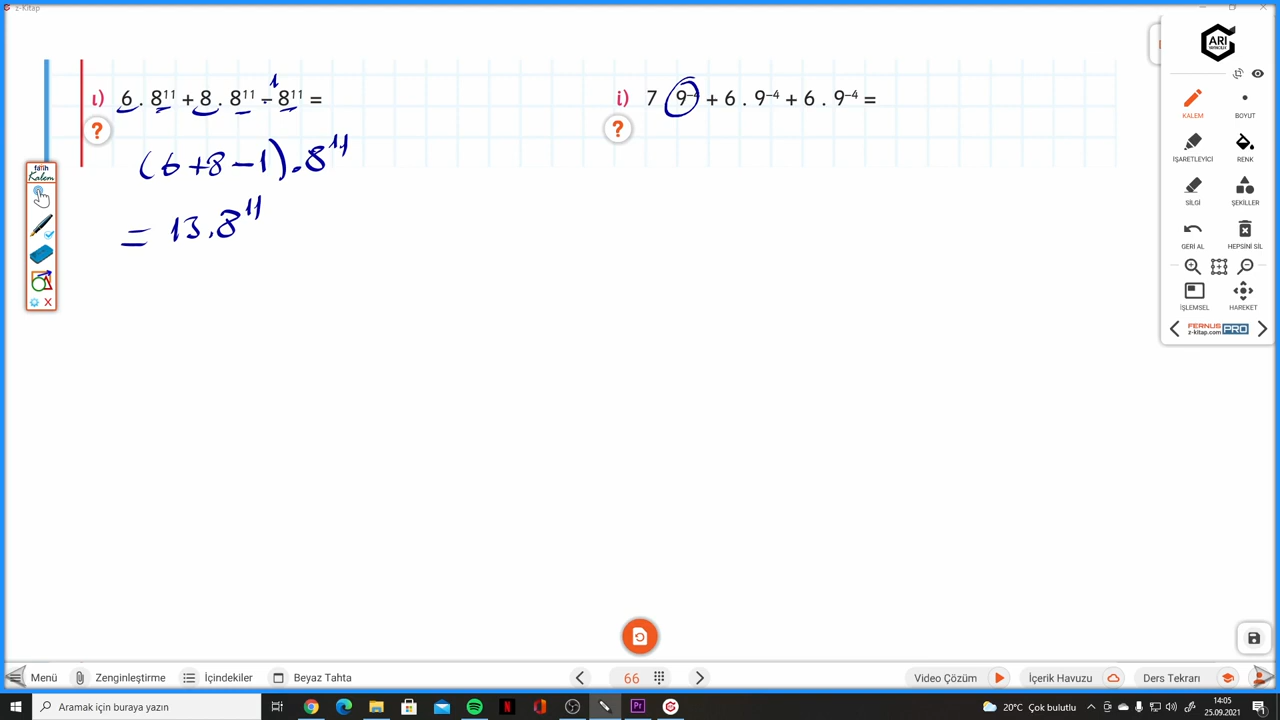 z-Kitap
ARI
YAYINCILIK
ı) 6 . 8¹¹ + 8 . 8¹¹ – 8¹¹ =
1
i) 7 9⁻⁴ + 6 . 9⁻⁴ + 6 . 9⁻⁴ =
?
?
(6+8-1).8¹¹
= 13.8¹¹
fatih
Kalem
KALEM
BOYUT
İŞARETLEYİCİ
RENK
SİLGİ
ŞEKİLLER
GERİ AL
HEPSİNİ SİL
İŞLEMSEL
HAREKET
FERNUS PRO
z-kitap.com
Menü
Zenginleştirme
İçindekiler
Beyaz Tahta
66
Video Çözüm
İçerik Havuzu
Ders Tekrarı
Aramak için buraya yazın
Pr
20°C Çok bulutlu
14:05
25.09.2021
1